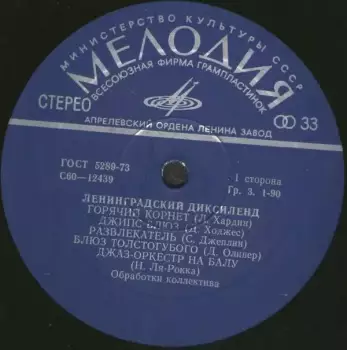 МИНИСТЕРСТВО КУЛЬТУРЫ СССР
МЕЛОДИЯ
ВСЕСОЮЗНАЯ ФИРМА ГРАМПЛАСТИНОК
СТЕРЕО
33
АПРЕЛЕВСКИЙ ОРДЕНА ЛЕНИНА ЗАВОД
ГОСТ 5289-73
С60—12439
1 сторона
Гр. 3. 1-90
ЛЕНИНГРАДСКИЙ ДИКСИЛЕНД
ГОРЯЧИЙ КОРНЕТ (Л. Хардин)
ДЖИПС БЛЮЗ (Д. Ходжес)
РАЗВЛЕКАТЕЛЬ (С. Джеплин)
БЛЮЗ ТОЛСТОГУБОГО (Д. Оливер)
ДЖАЗ-ОРКЕСТР НА БАЛУ
(Н. Ля-Рокка)
Обработки коллектива